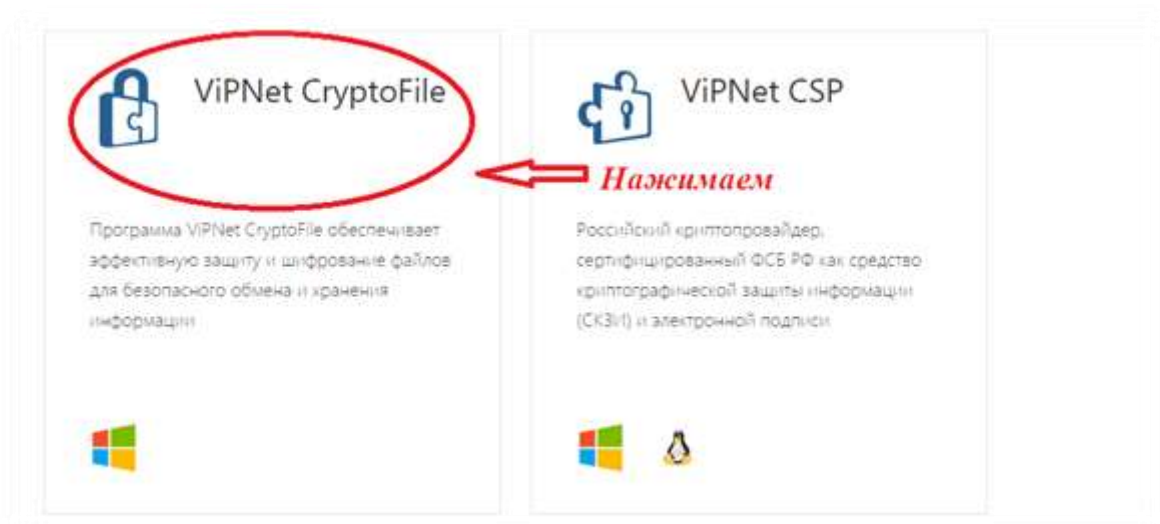 ViPNet CryptoFile
Программа ViPNet CryptoFile обеспечивает
эффективную защиту и шифрование файлов
для безопасного обмена и хранения
информации
ViPNet CSP
Нажимаем
Российский криптопровайдер,
сертифицированный ФСБ РФ как средство
криптографической защиты информации
(СКЗИ) и электронной подписи